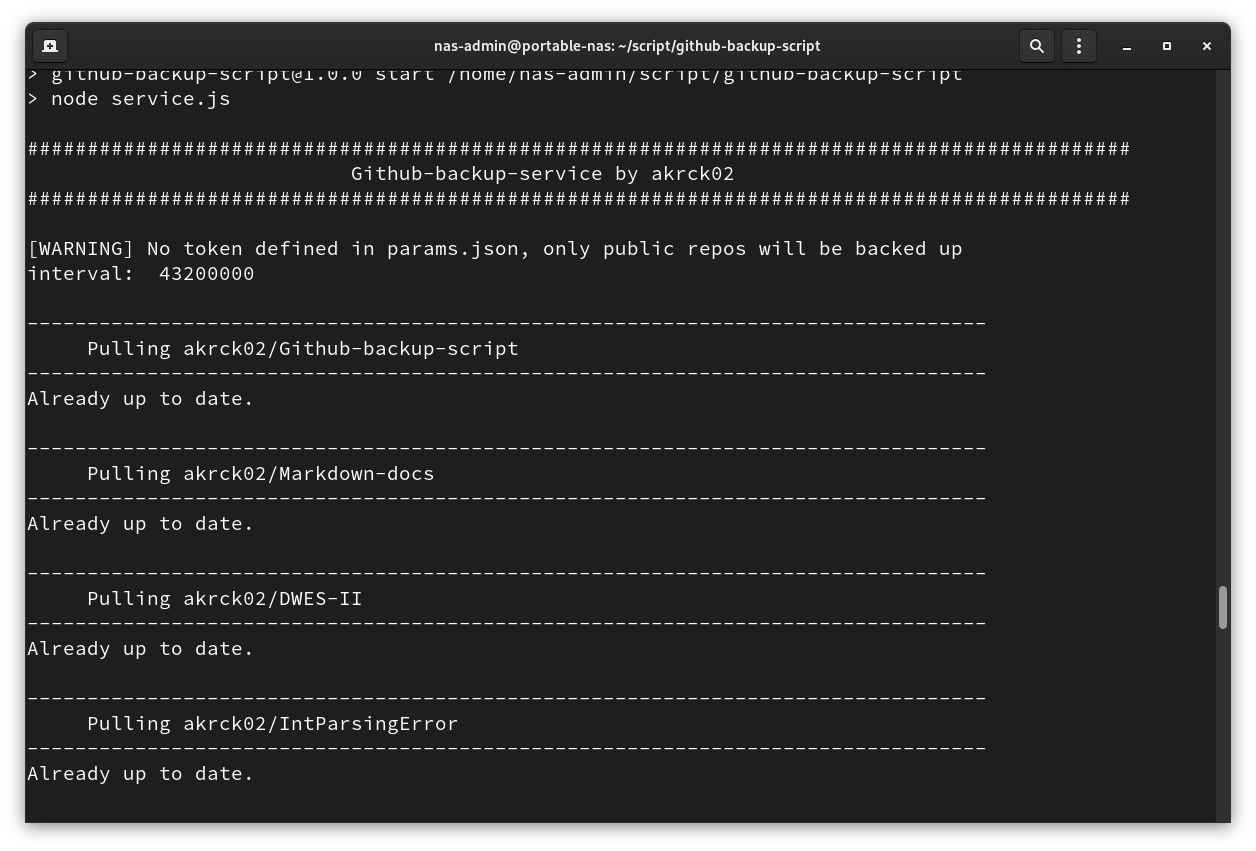 nas-admin@portable-nas: ~/script/github-backup-script
> github-backup-script@1.0.0 start /home/nas-admin/script/github-backup-script
> node service.js
############################################################################################
Github-backup-service by akrck02
############################################################################################
[WARNING] No token defined in params.json, only public repos will be backed up
interval:  43200000
--------------------------------------------------------------------------------
Pulling akrck02/Github-backup-script
--------------------------------------------------------------------------------
Already up to date.
--------------------------------------------------------------------------------
Pulling akrck02/Markdown-docs
--------------------------------------------------------------------------------
Already up to date.
--------------------------------------------------------------------------------
Pulling akrck02/DWES-II
--------------------------------------------------------------------------------
Already up to date.
--------------------------------------------------------------------------------
Pulling akrck02/IntParsingError
--------------------------------------------------------------------------------
Already up to date.